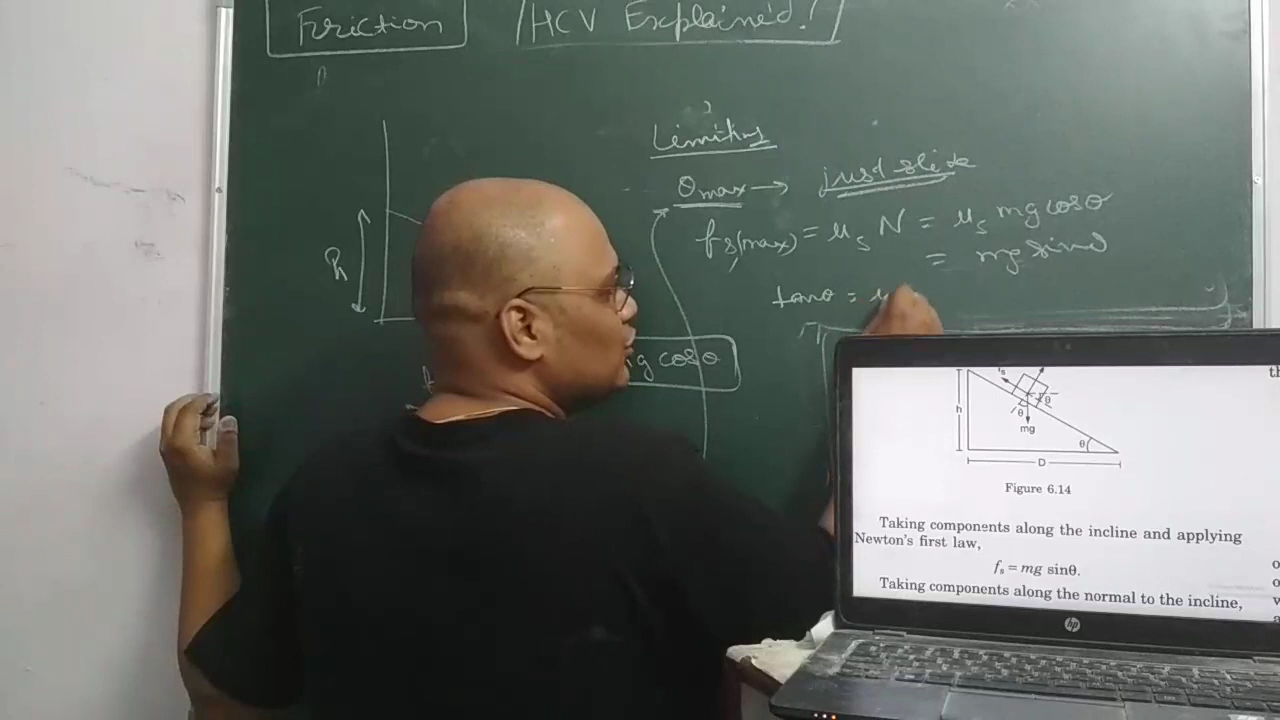 Friction
/HCV Explained!
Limiting
θmax → just slide
fs(max) = μs N = μs mg cosθ
= mg sinθ
tanθ = μ
h
mg cosθ
fs
h
θ
θ
mg
θ
D
Figure 6.14
Taking components along the incline and applying
Newton's first law,
fs = mg sinθ.
Taking components along the normal to the incline,
hp